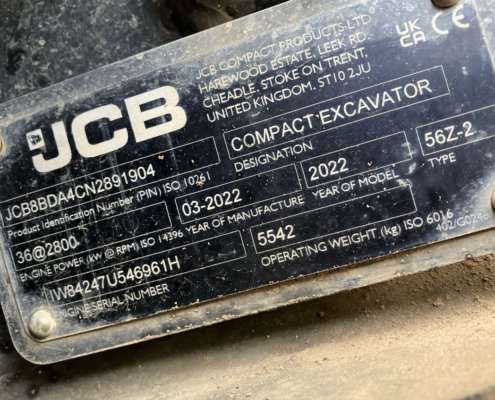 JCB
JCB COMPACT PRODUCTS LTD
HAREWOOD ESTATE, LEEK RD
CHEADLE, STOKE ON TRENT.
UNITED KINGDOM. ST10 2JU
UK
CA
CE
JCB8BDA4CN2891904
Product Identification Number (PIN) ISO 10261
COMPACT EXCAVATOR
DESIGNATION
36@2800
ENGINE POWER (kW @ RPM) ISO 14396
03-2022
YEAR OF MANUFACTURE
2022
YEAR OF MODEL
56Z-2
TYPE
IW84247U546961H
ENGINE SERIAL NUMBER
5542
OPERATING WEIGHT (kg) ISO 6016